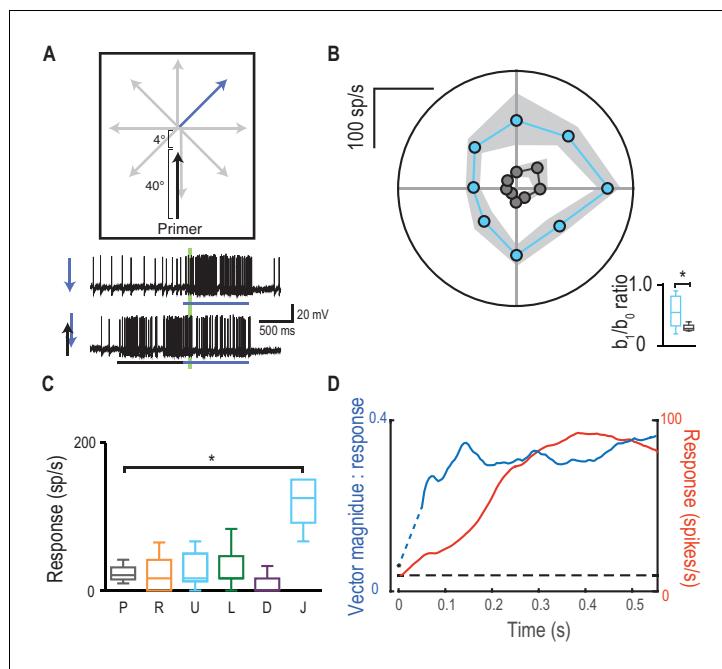 A
4°
40°
Primer
20 mV
500 ms
B
100 sp/s
1.0
*
b1/b0 ratio
0
C
200
*
Response (sp/s)
0
P R U L D J
D
0.4
100
Vector magnidue : response
Response (spikes/s)
0
0
0 0.1 0.2 0.3 0.4 0.5
Time (s)